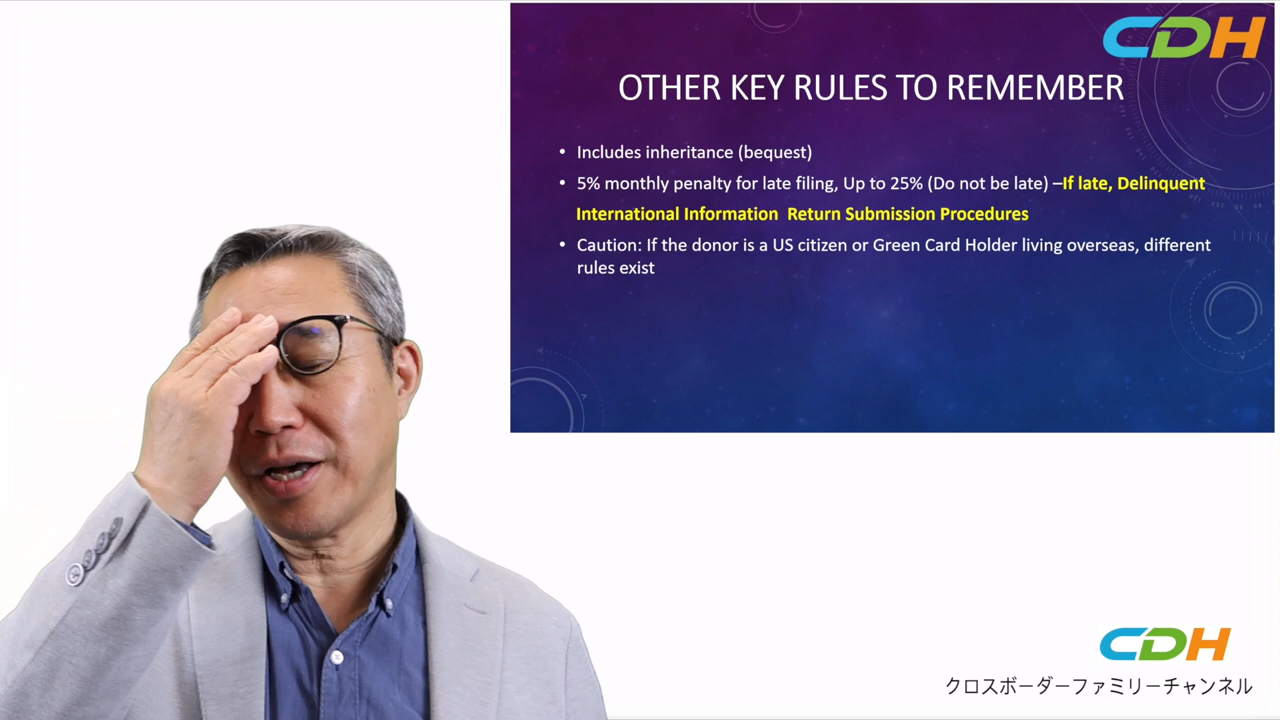 CDH
OTHER KEY RULES TO REMEMBER
• Includes inheritance (bequest)
• 5% monthly penalty for late filing, Up to 25% (Do not be late) –If late, Delinquent
International Information Return Submission Procedures
• Caution: If the donor is a US citizen or Green Card Holder living overseas, different
rules exist
CDH
クロスボーダーファミリーチャンネル